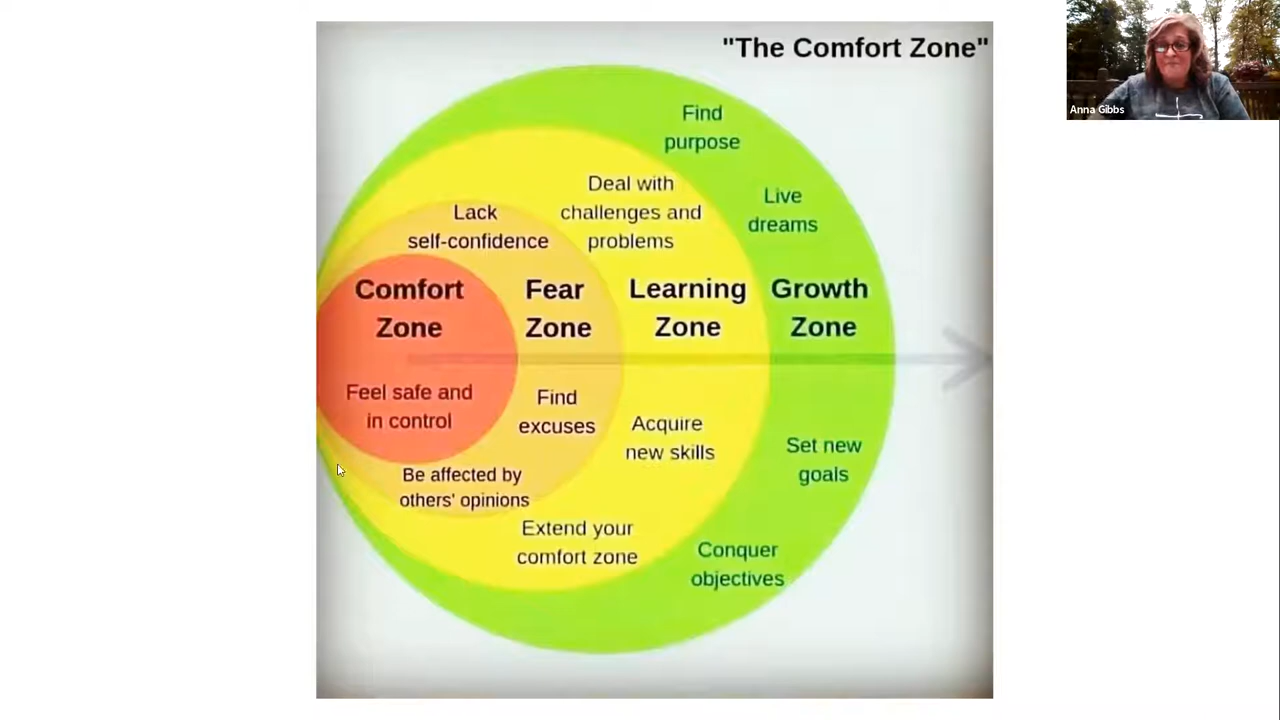 "The Comfort Zone"
Anna Gibbs
Find
purpose
Deal with
challenges and
problems
Live
dreams
Lack
self-confidence
Comfort
Zone
Fear
Zone
Learning
Zone
Growth
Zone
Feel safe and
in control
Find
excuses
Acquire
new skills
Set new
goals
Be affected by
others' opinions
Extend your
comfort zone
Conquer
objectives